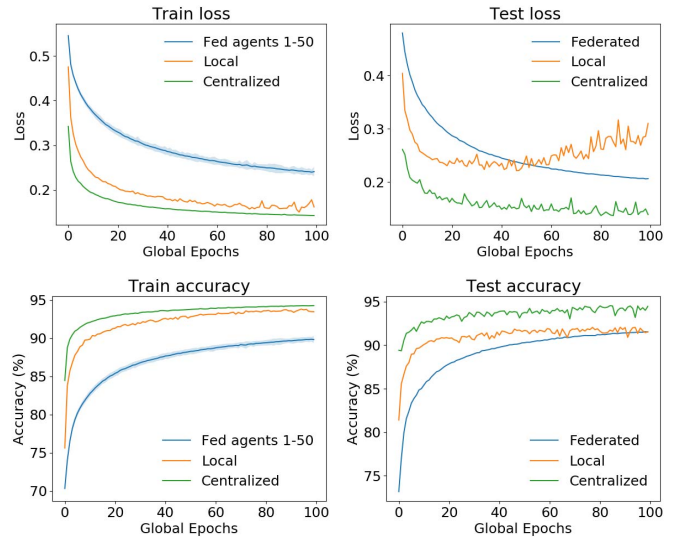 Train loss
Loss
0.5
0.4
0.3
0.2
Fed agents 1-50
Local
Centralized
0 20 40 60 80 100
Global Epochs
Test loss
Loss
0.4
0.3
0.2
Federated
Local
Centralized
0 20 40 60 80 100
Global Epochs
Train accuracy
Accuracy (%)
95
90
85
80
75
70
Fed agents 1-50
Local
Centralized
0 20 40 60 80 100
Global Epochs
Test accuracy
Accuracy (%)
95
90
85
80
75
Federated
Local
Centralized
0 20 40 60 80 100
Global Epochs